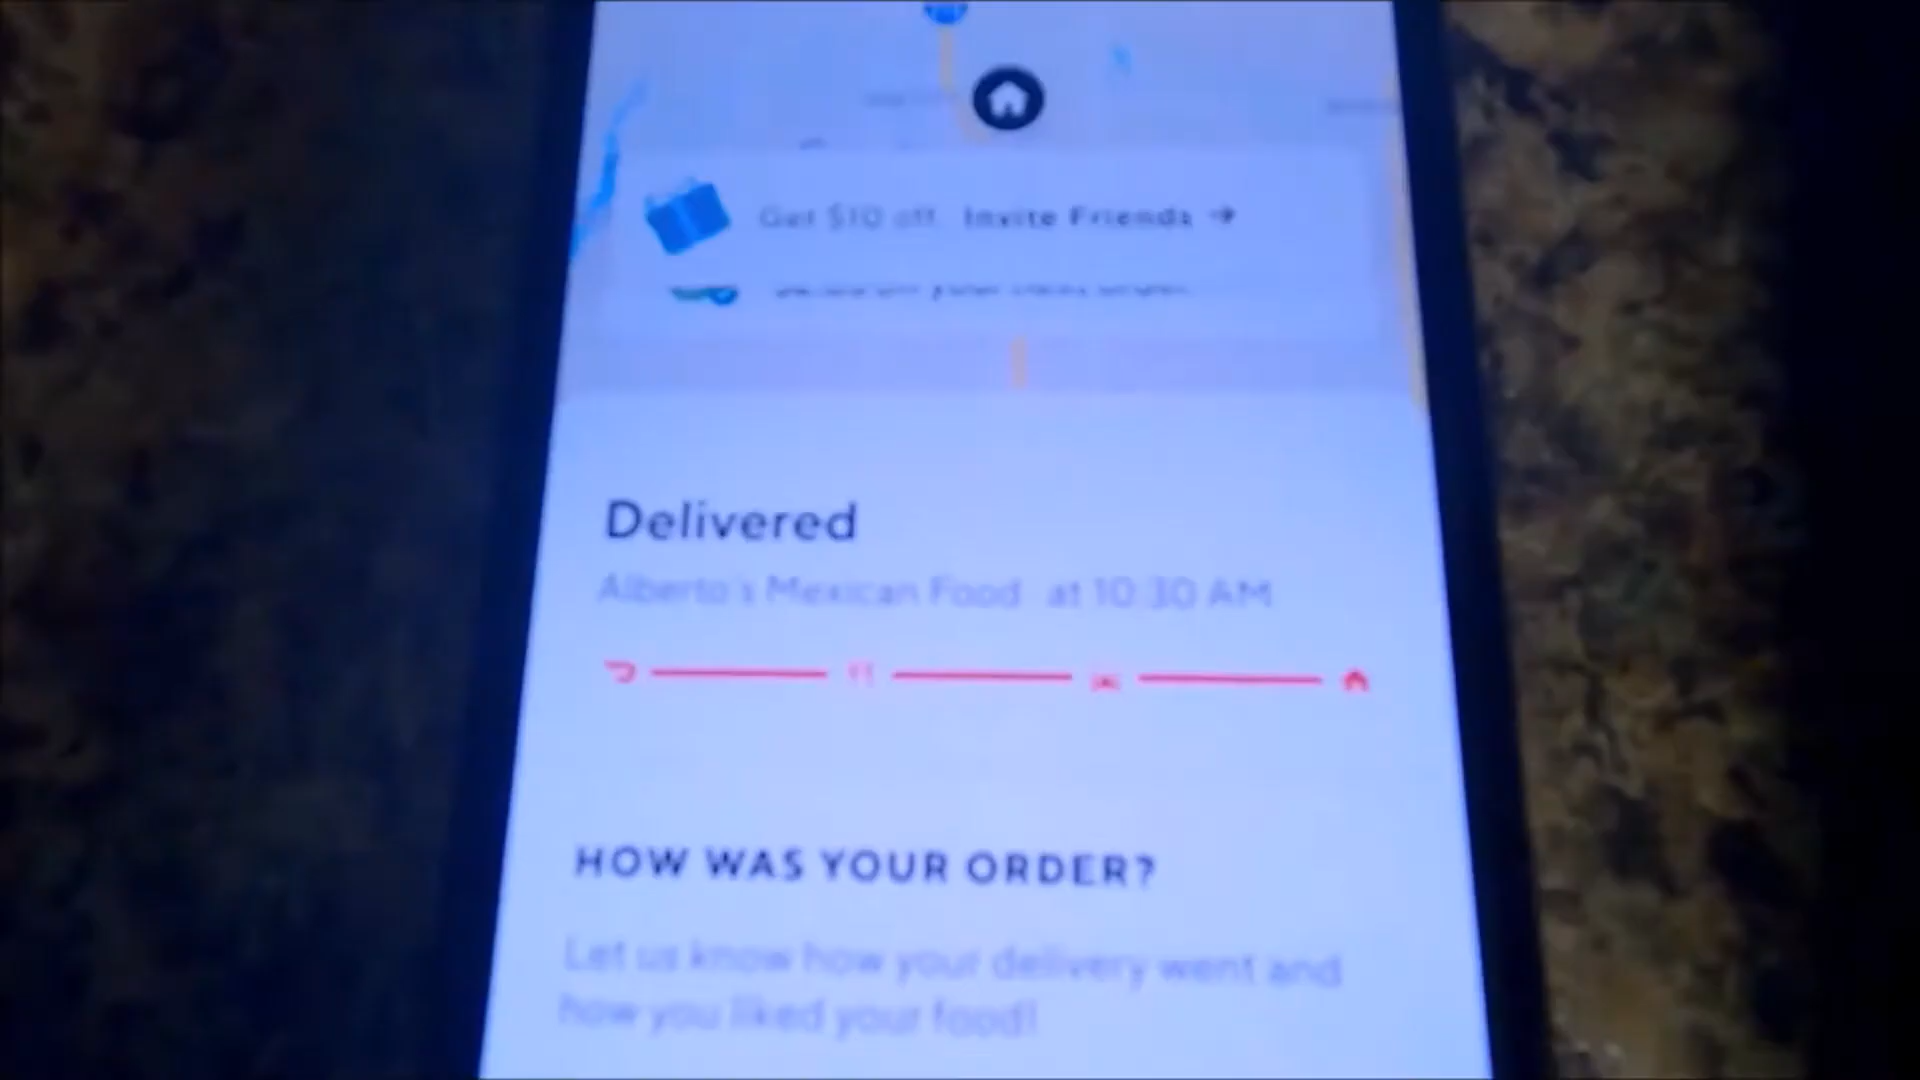 Get $10 off Invite Friends →
Delivered
Alberto's Mexican Food at 10:30 AM
HOW WAS YOUR ORDER?
Let us know how your delivery went and
how you liked your food!